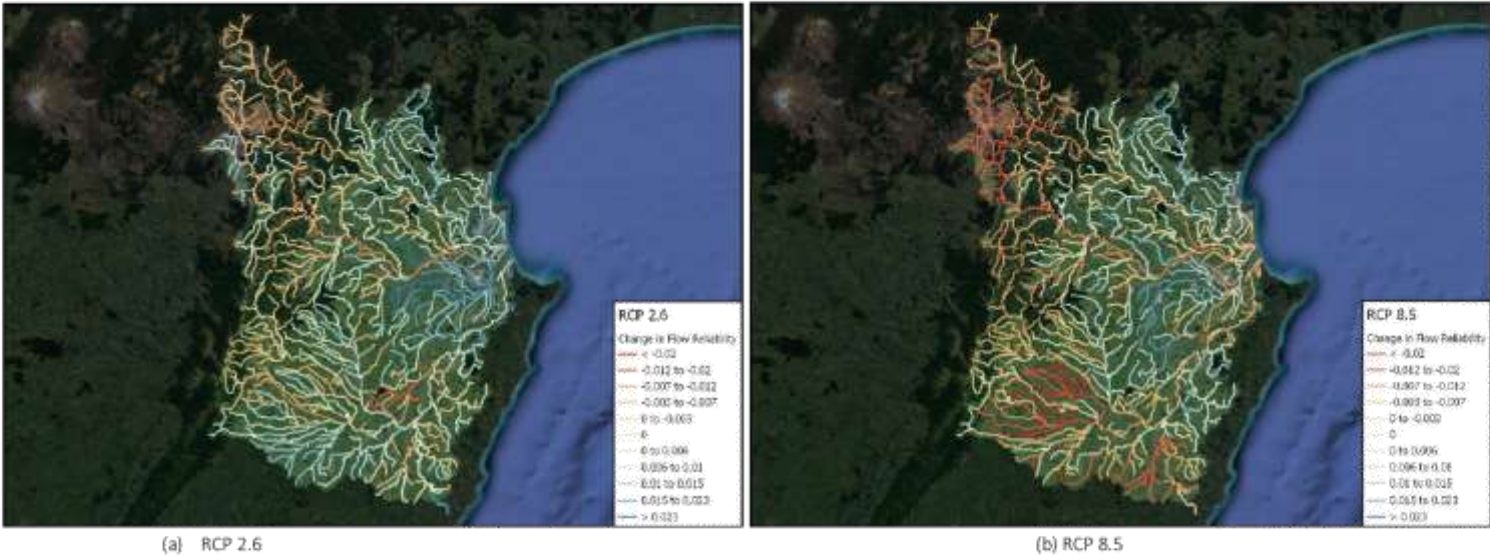 RCP 2.6
Change in Flow Reliability
< -0.02
-0.012 to -0.02
-0.007 to -0.012
-0.003 to -0.007
0 to -0.003
0
0 to 0.006
0.006 to 0.01
0.01 to 0.015
0.015 to 0.023
> 0.023
RCP 8.5
Change in Flow Reliability
< -0.02
-0.012 to -0.02
-0.007 to -0.012
-0.003 to -0.007
0 to -0.003
0
0 to 0.006
0.006 to 0.01
0.01 to 0.015
0.015 to 0.023
> 0.023
(a) RCP 2.6
(b) RCP 8.5